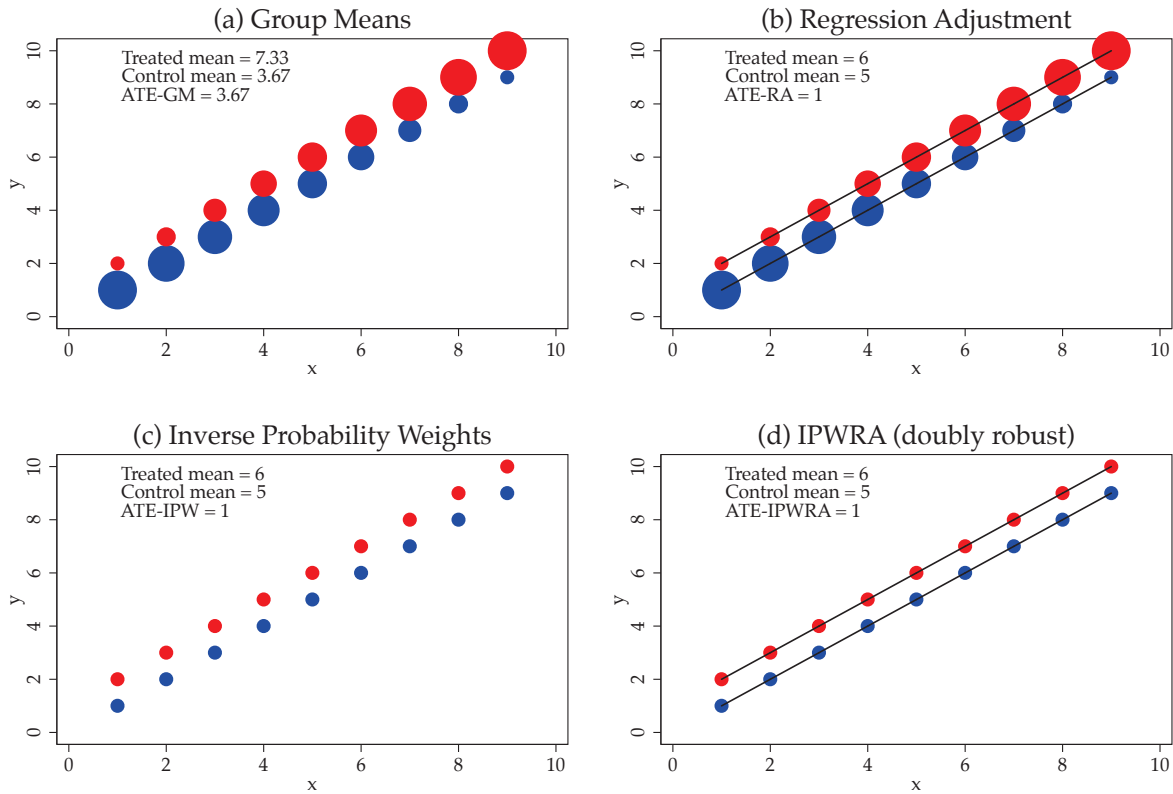 (a) Group Means
Treated mean = 7.33
Control mean = 3.67
ATE-GM = 3.67
y
0 2 4 6 8 10
0 2 4 6 8 10
x
(b) Regression Adjustment
Treated mean = 6
Control mean = 5
ATE-RA = 1
y
0 2 4 6 8 10
0 2 4 6 8 10
x
(c) Inverse Probability Weights
Treated mean = 6
Control mean = 5
ATE-IPW = 1
y
0 2 4 6 8 10
0 2 4 6 8 10
x
(d) IPWRA (doubly robust)
Treated mean = 6
Control mean = 5
ATE-IPWRA = 1
y
0 2 4 6 8 10
0 2 4 6 8 10
x